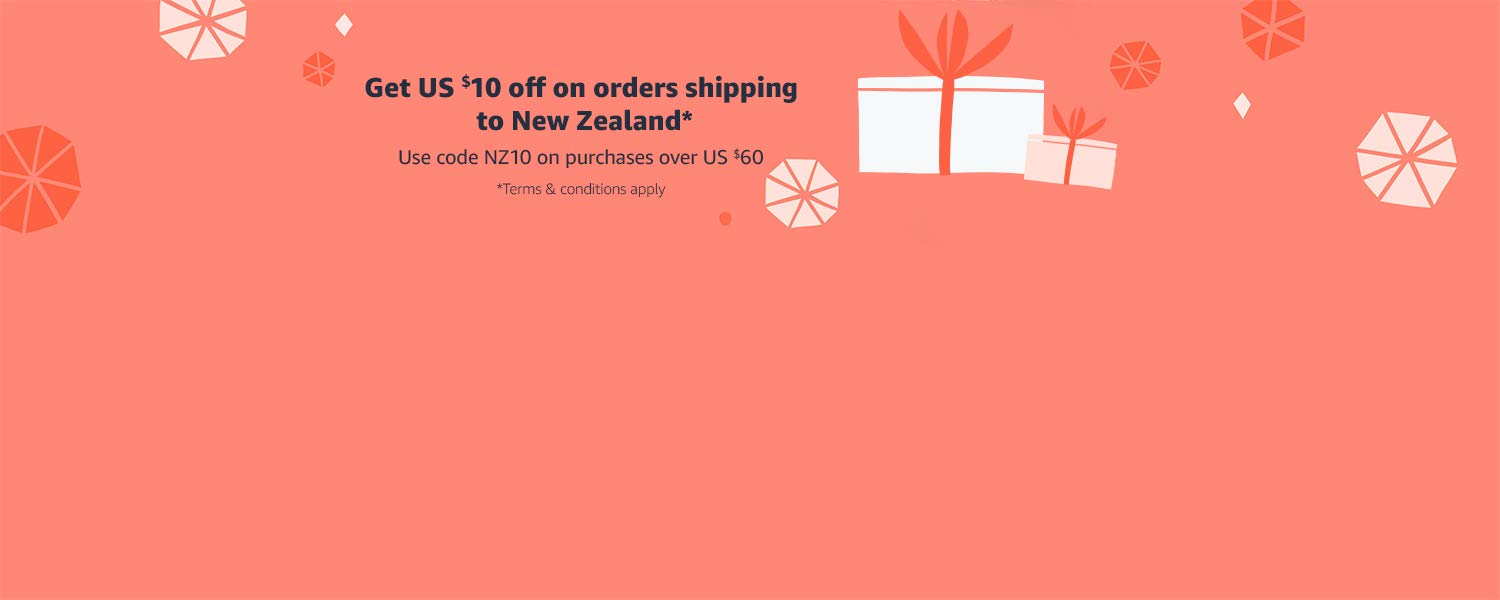 Get US $10 off on orders shipping
to New Zealand*
Use code NZ10 on purchases over US $60
*Terms & conditions apply